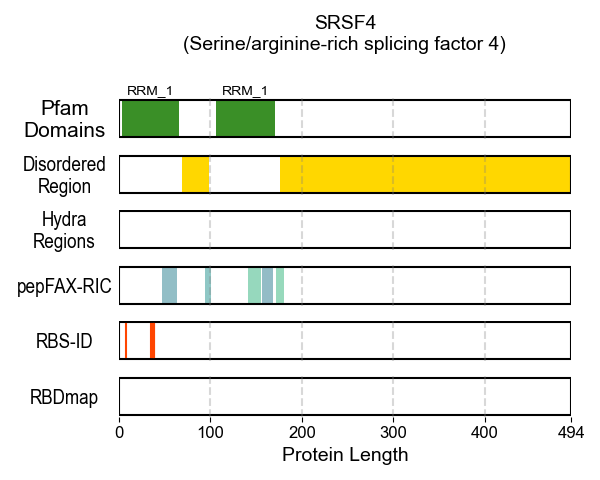 SRSF4
(Serine/arginine-rich splicing factor 4)
RRM_1 RRM_1
Pfam
Domains
Disordered
Region
Hydra
Regions
pepFAX-RIC
RBS-ID
RBDmap
0 100 200 300 400 494
Protein Length